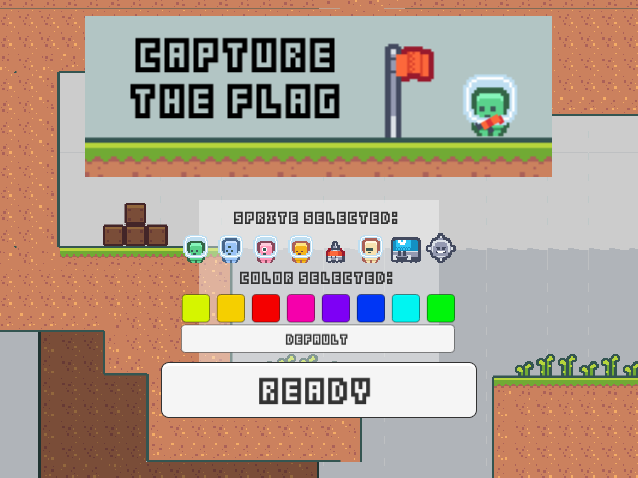 CAPTURE
THE FLAG
SPRITE SELECTED:
COLOR SELECTED:
DEFAULT
READY